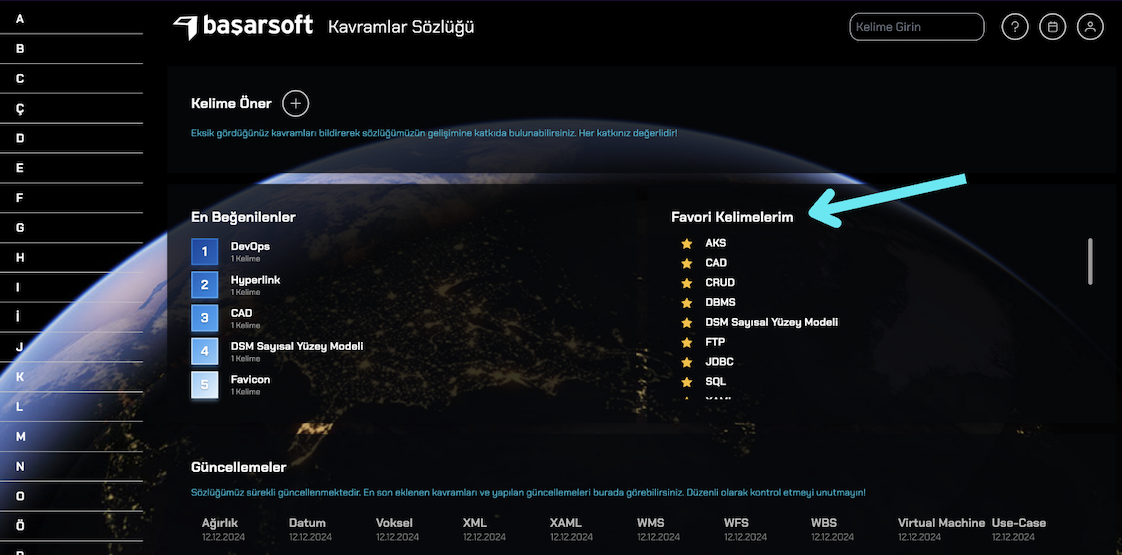 A
B
C
Ç
D
E
F
G
H
I
İ
J
K
L
M
N
O
Ö
başarsoft Kavramlar Sözlüğü
Kelime Girin
?
Kelime Öner +
Eksik gördüğünüz kavramları bildirerek sözlüğümüzün gelişimine katkıda bulunabilirsiniz. Her katkınız değerlidir!
En Beğenilenler
1 DevOps
1 Kelime
2 Hyperlink
1 Kelime
3 CAD
1 Kelime
4 DSM Sayısal Yüzey Modeli
1 Kelime
5 Favicon
1 Kelime
Favori Kelimelerim
AKS
CAD
CRUD
DBMS
DSM Sayısal Yüzey Modeli
FTP
JDBC
SQL
Güncellemeler
Sözlüğümüz sürekli güncellenmektedir. En son eklenen kavramları ve yapılan güncellemeleri burada görebilirsiniz. Düzenli olarak kontrol etmeyi unutmayın!
Ağırlık Datum Voksel XML XAML WMS WFS WBS Virtual Machine Use-Case
12.12.2024 12.12.2024 12.12.2024 12.12.2024 12.12.2024 12.12.2024 12.12.2024 12.12.2024 12.12.2024 12.12.2024